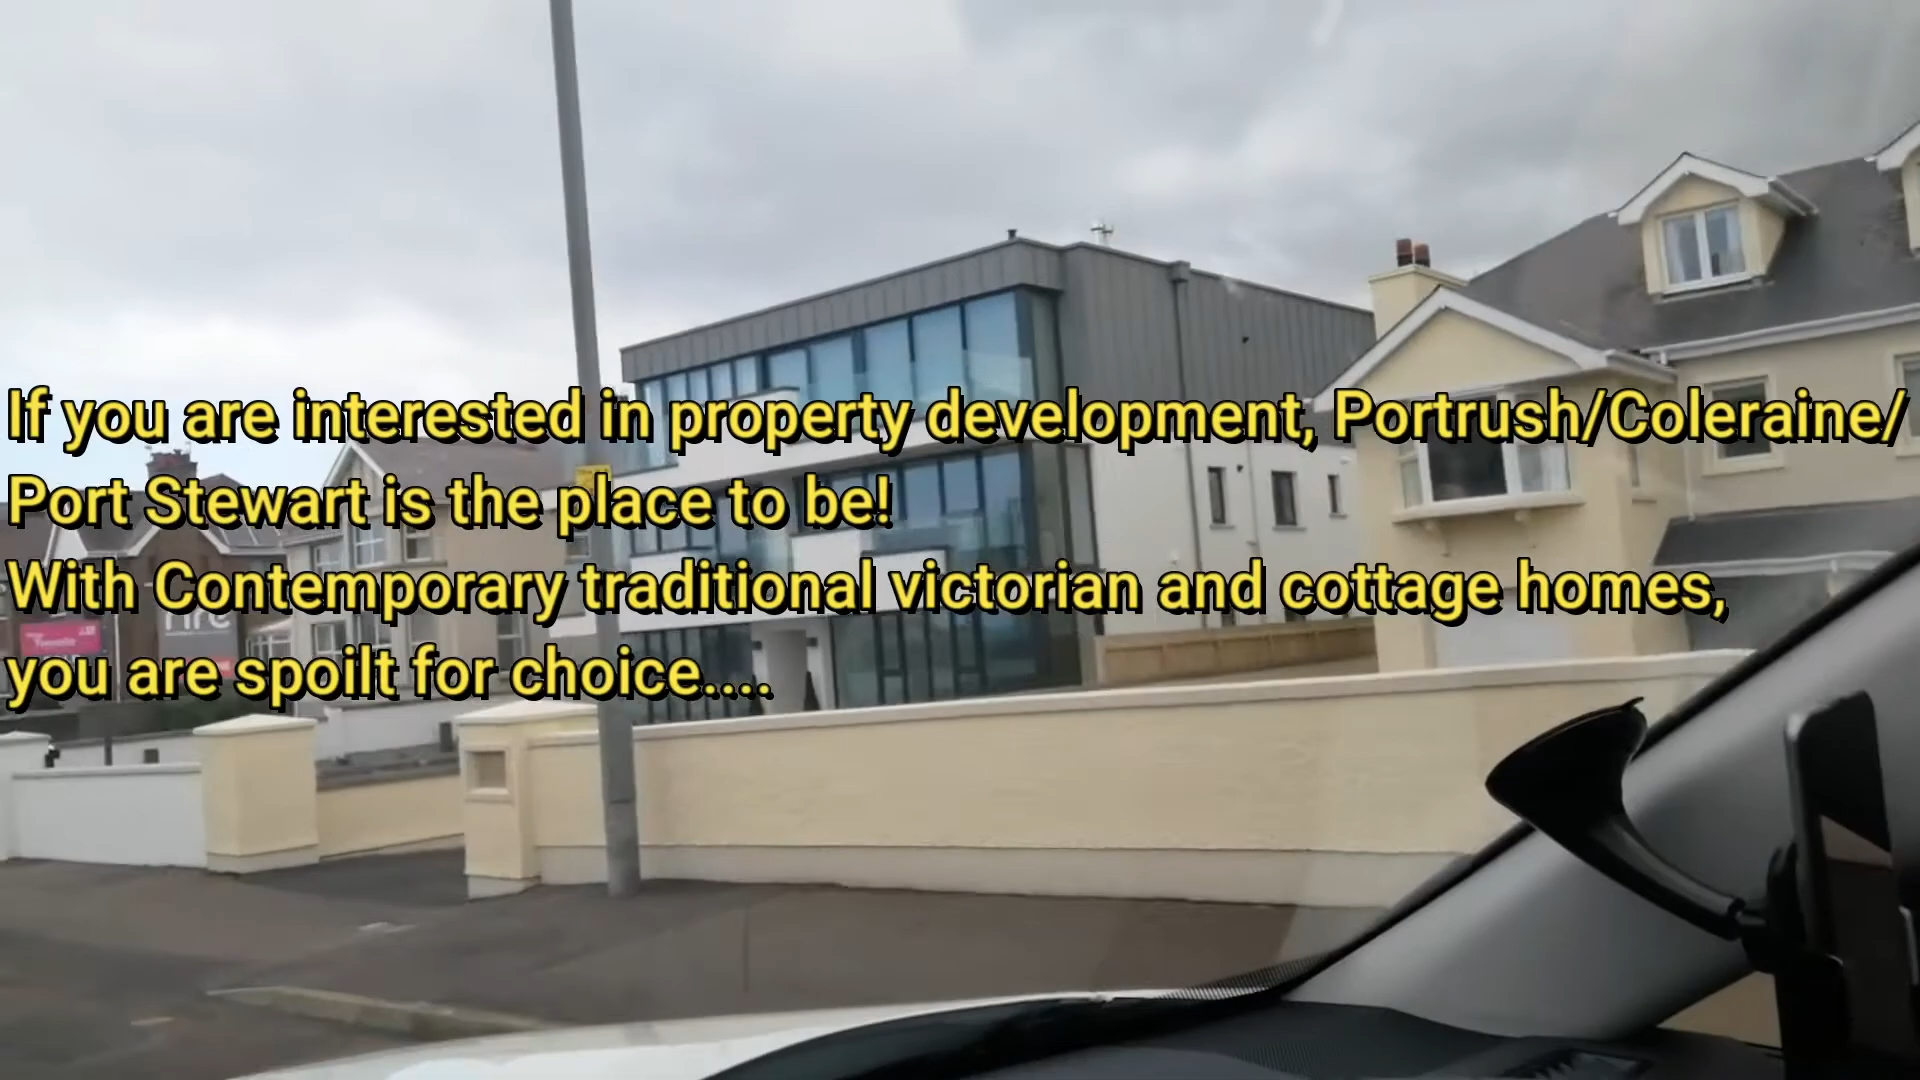 If you are interested in property development, Portrush/Coleraine/
Port Stewart is the place to be!
With Contemporary traditional victorian and cottage homes,
you are spoilt for choice....